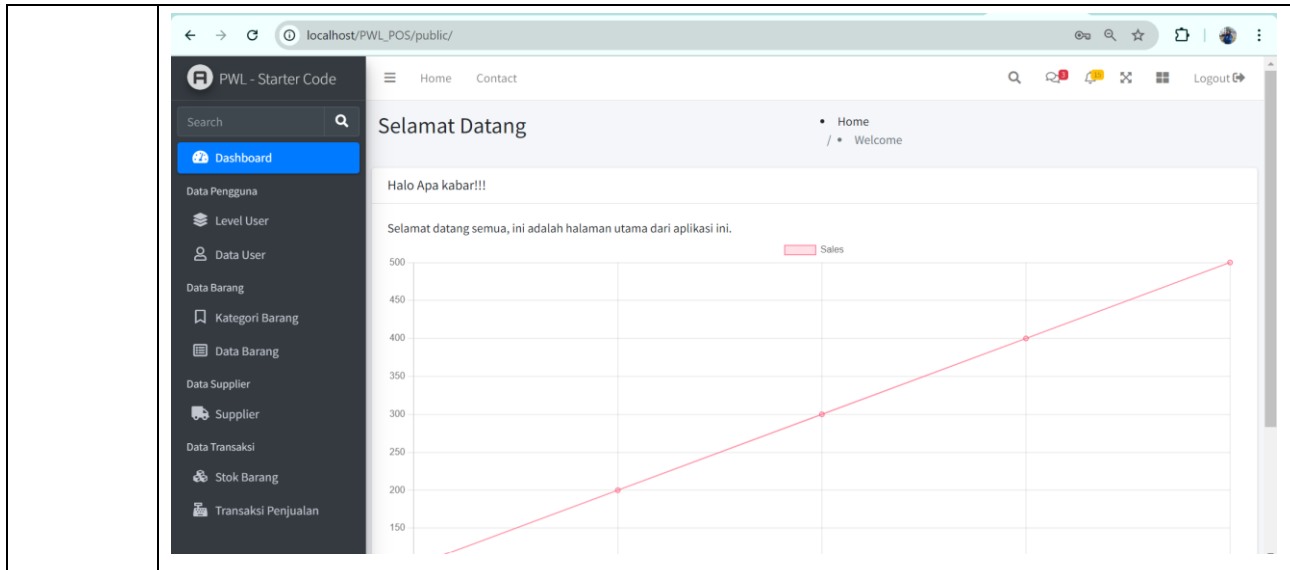 localhost/PWL_POS/public/
PWL - Starter Code
Home Contact
Logout
Search
Selamat Datang
• Home
/ • Welcome
Dashboard
Data Pengguna
Level User
Data User
Data Barang
Kategori Barang
Data Barang
Data Supplier
Supplier
Data Transaksi
Stok Barang
Transaksi Penjualan
Halo Apa kabar!!!
Selamat datang semua, ini adalah halaman utama dari aplikasi ini.
Sales
500
450
400
350
300
250
200
150